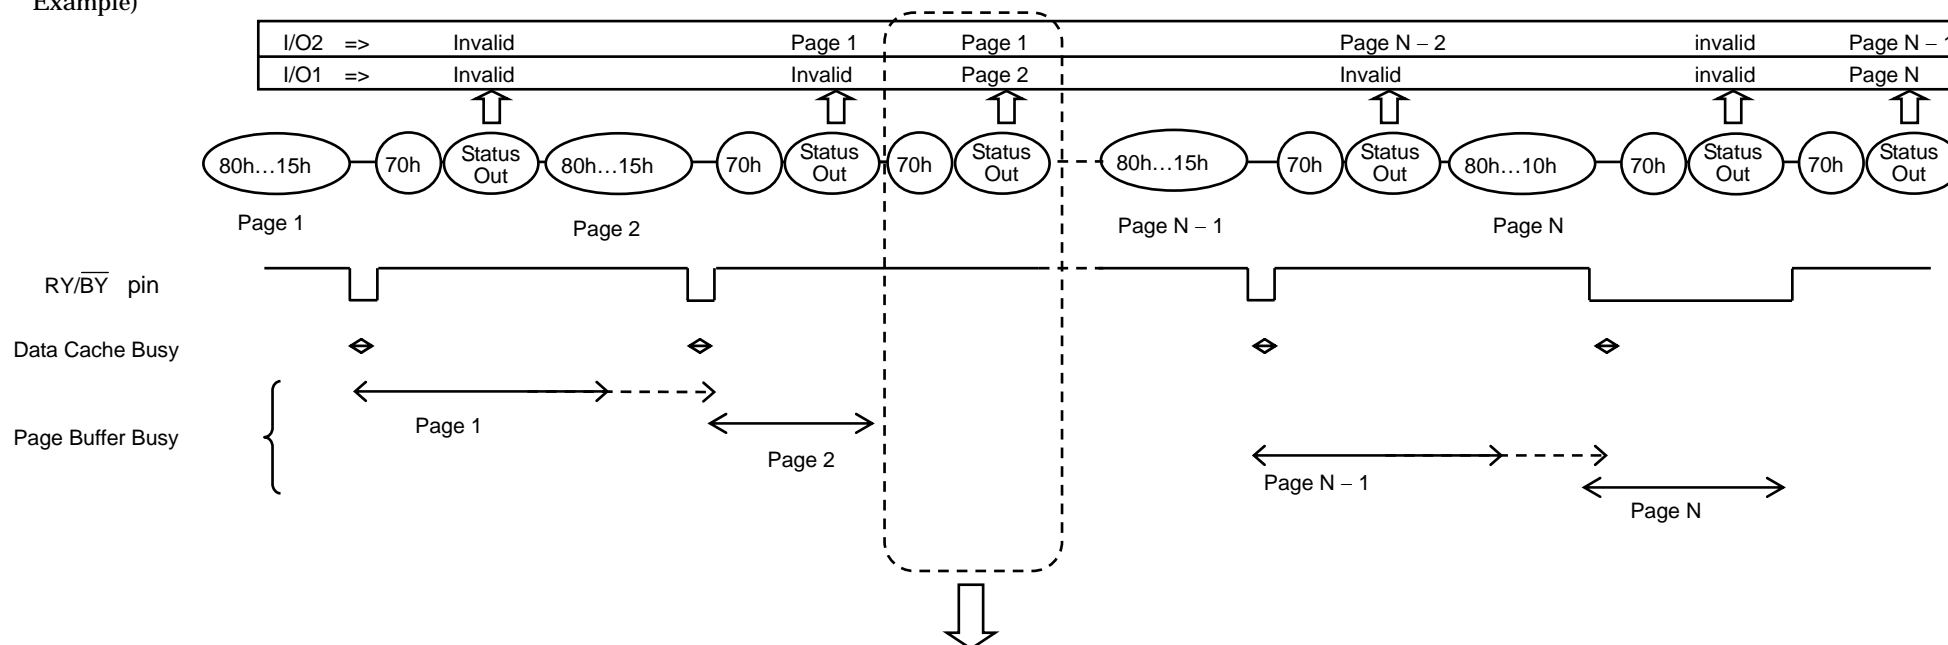 Example)
I/O2 => Invalid Page 1 Page 1 Page N − 2 invalid Page N − 1
I/O1 => Invalid Invalid Page 2 Invalid invalid Page N
80h…15h 70h Status Out 80h…15h 70h Status Out 70h Status Out 80h…15h 70h Status Out 80h…10h 70h Status Out 70h Status Out
Page 1 Page 2 Page N − 1 Page N
RY/B̅Y̅ pin
Data Cache Busy
Page Buffer Busy
Page 1
Page 2
Page N − 1
Page N